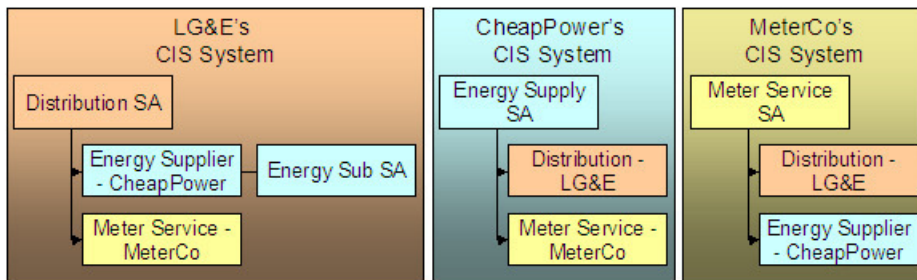 LG&E's
CIS System
Distribution SA
Energy Supplier
- CheapPower
Energy Sub SA
Meter Service -
MeterCo
CheapPower's
CIS System
Energy Supply
SA
Distribution -
LG&E
Meter Service -
MeterCo
MeterCo's
CIS System
Meter Service
SA
Distribution -
LG&E
Energy Supplier
- CheapPower